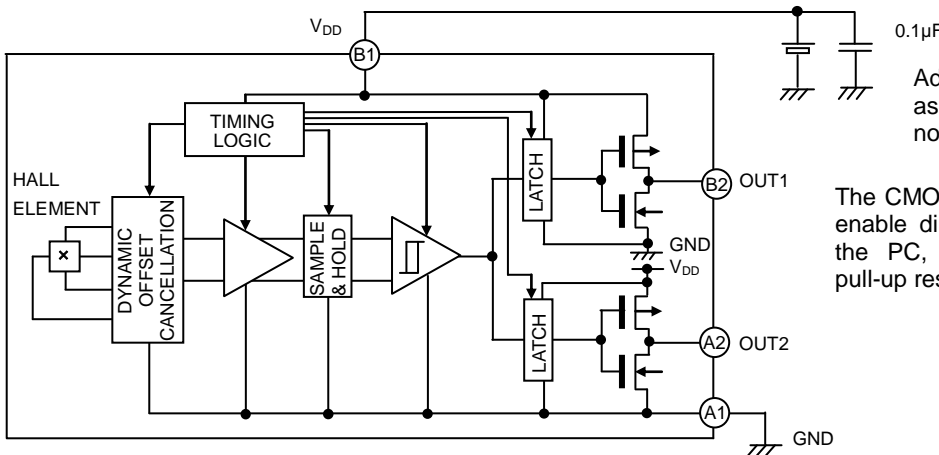 VDD
B1
0.1µF
TIMING
LOGIC
HALL
ELEMENT
DYNAMIC
OFFSET
CANCELLATION
SAMPLE
& HOLD
LATCH
B2 OUT1
GND
VDD
LATCH
A2 OUT2
A1
GND
as
no
The CMO
enable di
the PC,
pull-up res